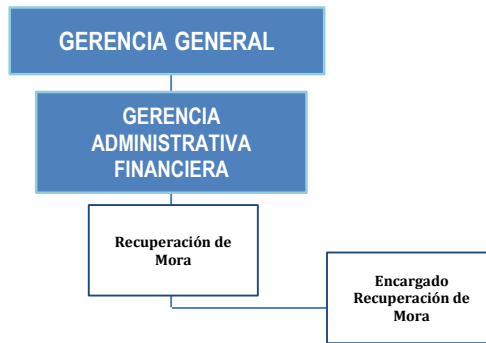 GERENCIA GENERAL
GERENCIA
ADMINISTRATIVA
FINANCIERA
Recuperación de
Mora
Encargado
Recuperación de
Mora